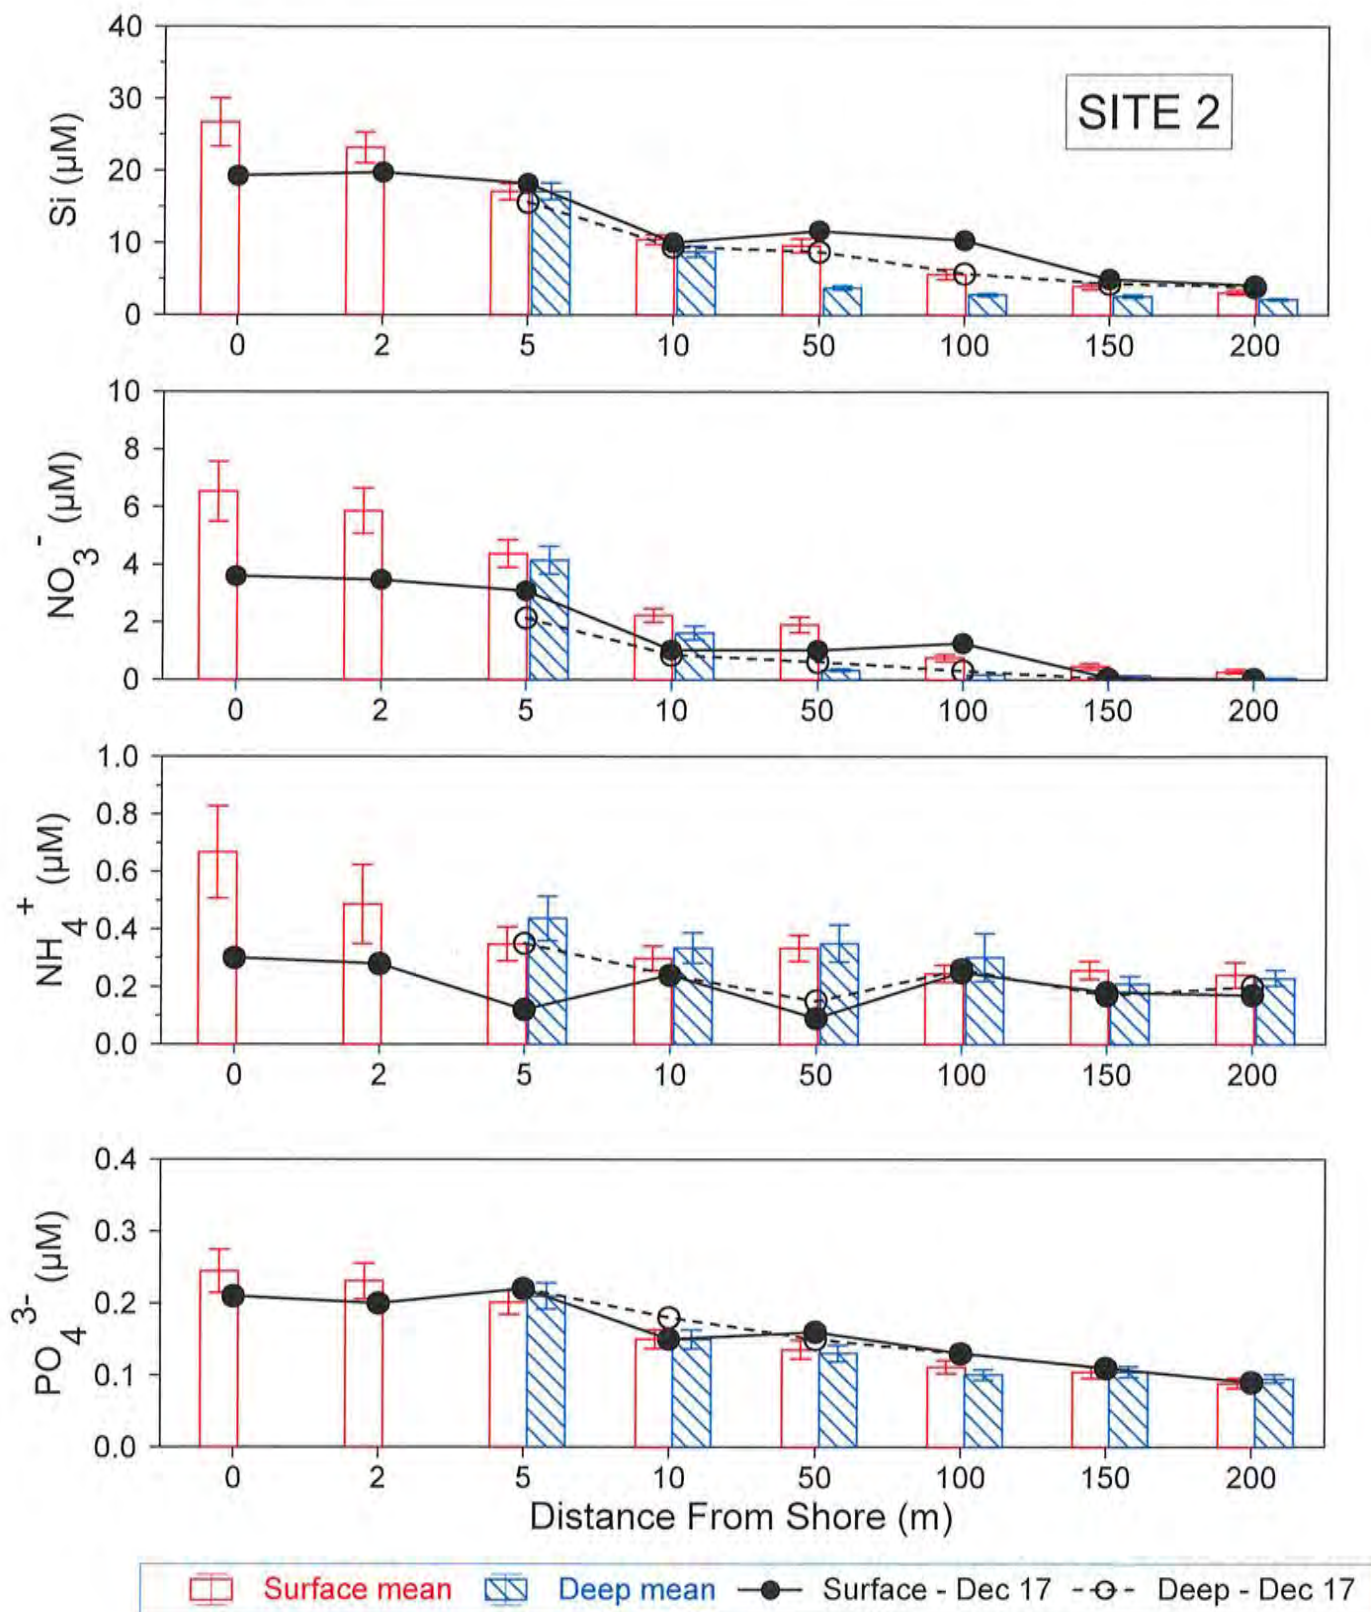 40
30
20
10
0
Si (µM)
SITE 2
0 2 5 10 50 100 150 200
10
8
6
4
2
0
NO3- (µM)
0 2 5 10 50 100 150 200
1.0
0.8
0.6
0.4
0.2
0.0
NH4+ (µM)
0 2 5 10 50 100 150 200
0.4
0.3
0.2
0.1
0.0
PO43- (µM)
0 2 5 10 50 100 150 200
Distance From Shore (m)
Surface mean Deep mean Surface - Dec 17 Deep - Dec 17